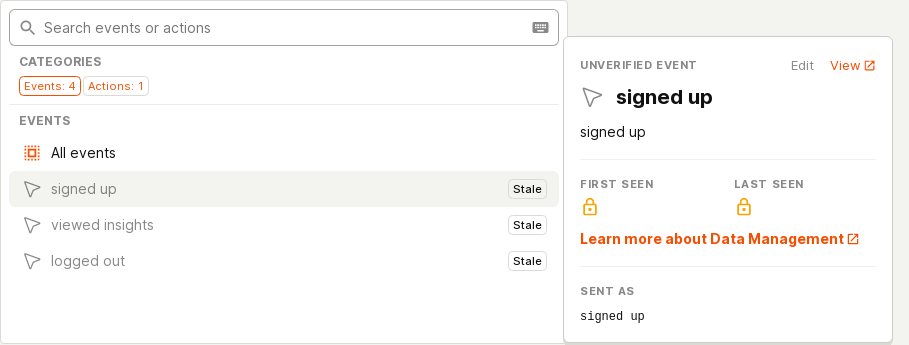 Search events or actions
CATEGORIES
Events: 4 Actions: 1
EVENTS
All events
signed up Stale
viewed insights Stale
logged out Stale
UNVERIFIED EVENT Edit View
signed up
signed up
FIRST SEEN LAST SEEN
Learn more about Data Management
SENT AS
signed up